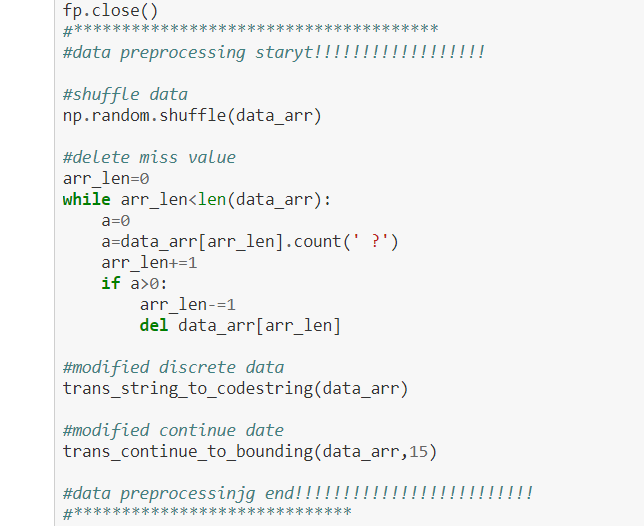 fp.close()
#**************************************
#data preprocessing staryt!!!!!!!!!!!!!!!!!!
#shuffle data
np.random.shuffle(data_arr)
#delete miss value
arr_len=0
while arr_len<len(data_arr):
    a=0
    a=data_arr[arr_len].count(' ?')
    arr_len+=1
    if a>0:
        arr_len-=1
        del data_arr[arr_len]
#modified discrete data
trans_string_to_codestring(data_arr)
#modified continue date
trans_continue_to_bounding(data_arr,15)
#data preprocessinjg end!!!!!!!!!!!!!!!!!!!!!!!!!
#*****************************